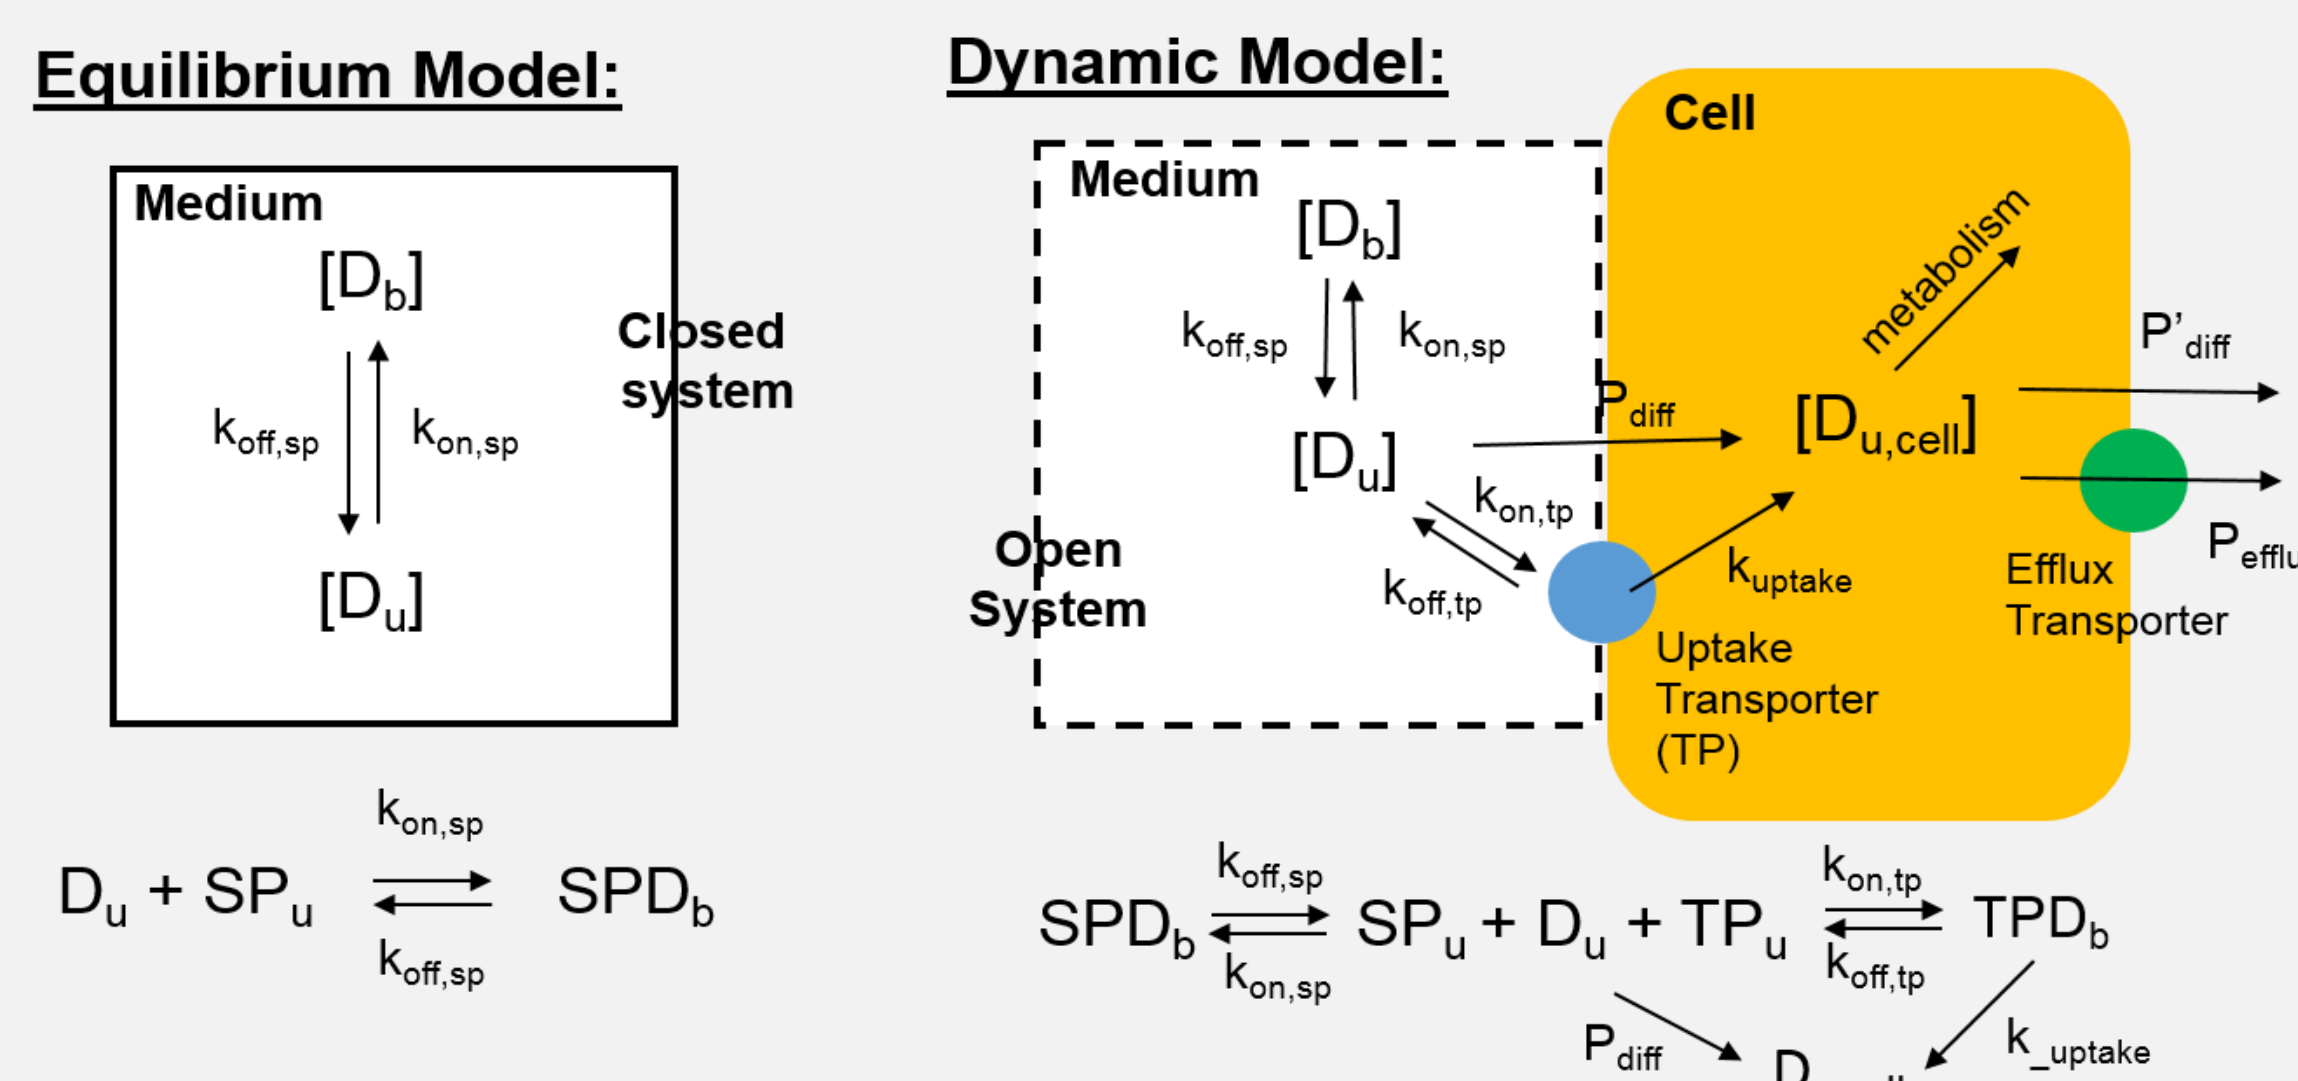 Equilibrium Model:
Medium
[Db]
koff,sp
kon,sp
[Du]
Closed
system
kon,sp
Du + SPu
SPDb
koff,sp
Dynamic Model:
Medium
[Db]
koff,sp
kon,sp
[Du]
Open
System
Pdiff
kon,tp
koff,tp
Cell
metabolism
[Du,cell]
kuptake
Uptake
Transporter
(TP)
P’diff
Efflux
Transporter
koff,sp
kon,tp
SPDb
SPu + Du + TPu
TPDb
kon,sp
koff,tp
Pdiff
k_uptake
D